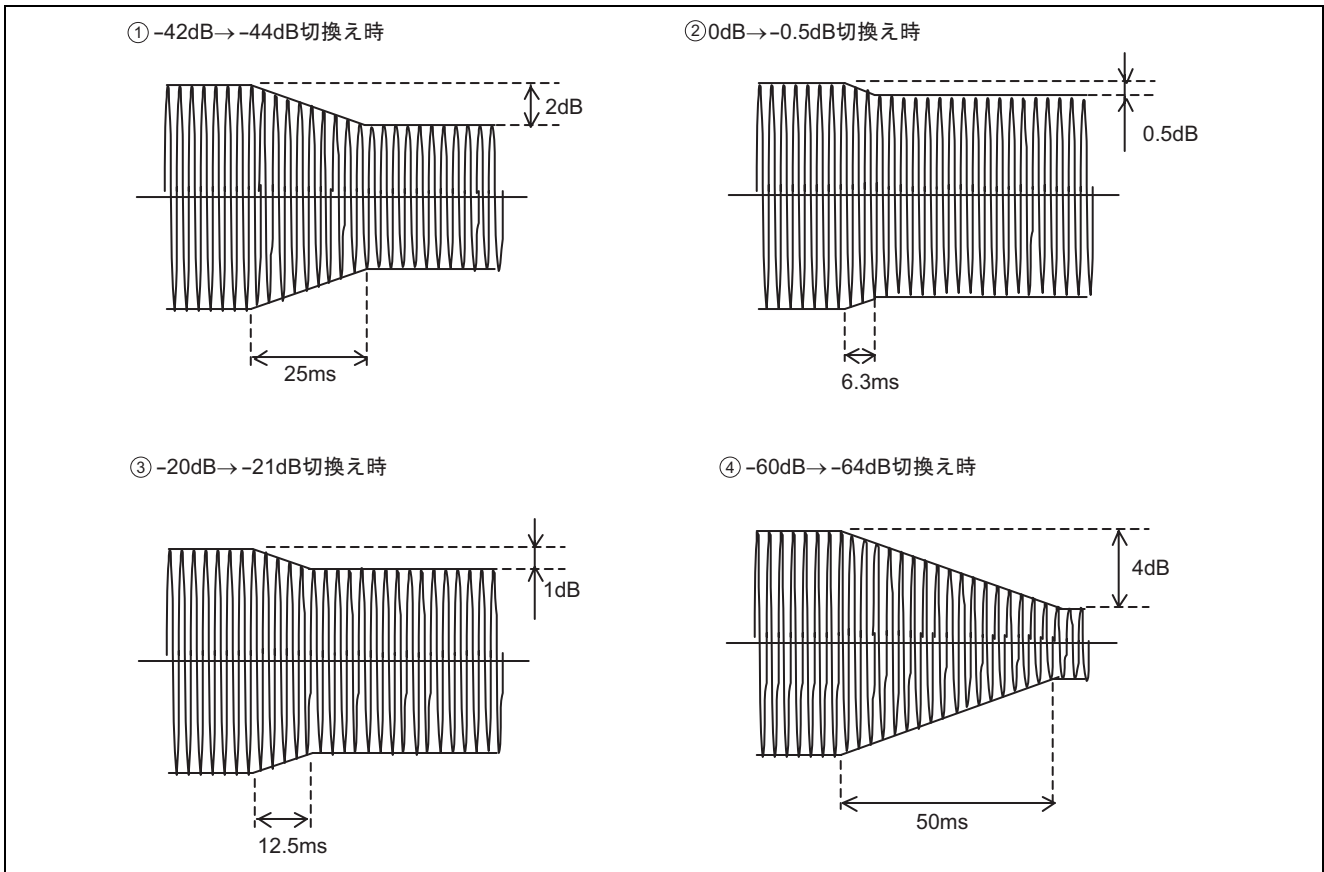 ① –42dB→ –44dB切換え時
2dB
25ms
②0dB→ –0.5dB切換え時
0.5dB
6.3ms
③ –20dB→ –21dB切換え時
1dB
12.5ms
④ –60dB→ –64dB切換え時
4dB
50ms